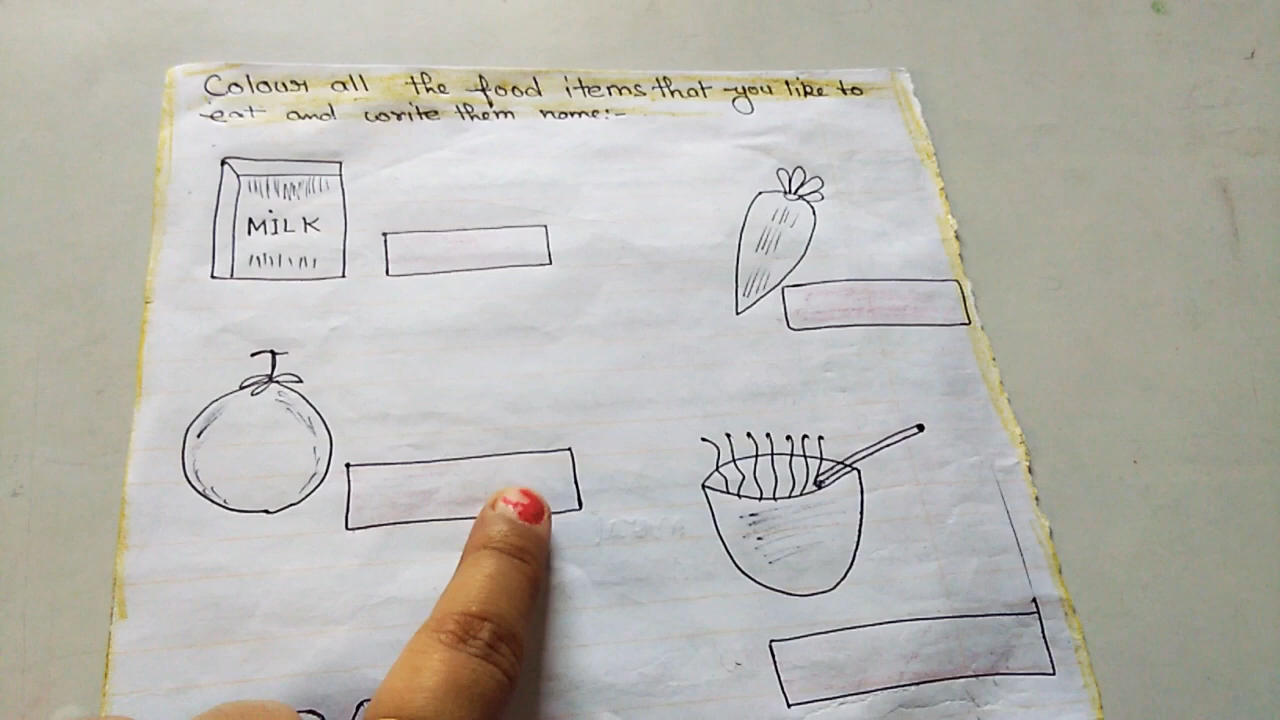 Colour all the food items that you like to
eat and write them name:-
MILK